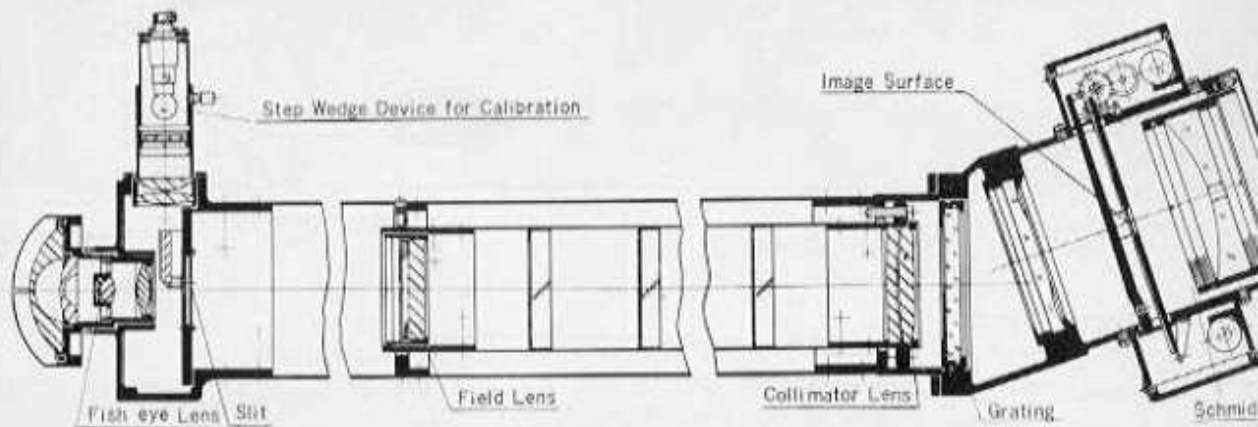 Step Wedge Device for Calibration
Image Surface
Field Lens
Collimator Lens
Fish eye Lens
Slit
Grating
Schmid